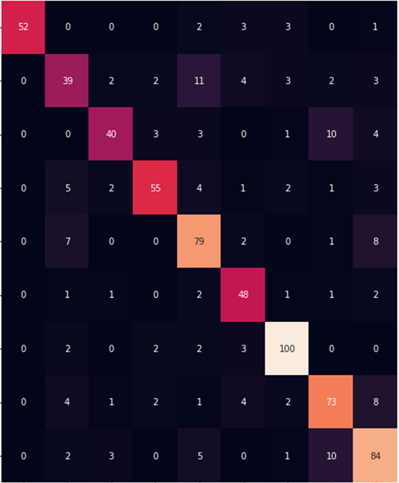 52 0 0 0 2 3 3 0 1
0 39 2 2 11 4 3 2 3
0 0 40 3 3 0 1 10 4
0 5 2 55 4 1 2 1 3
0 7 0 0 79 2 0 1 8
0 1 1 0 2 48 1 1 2
0 2 0 2 2 3 100 0 0
0 4 1 2 1 4 2 73 8
0 2 3 0 5 0 1 10 84